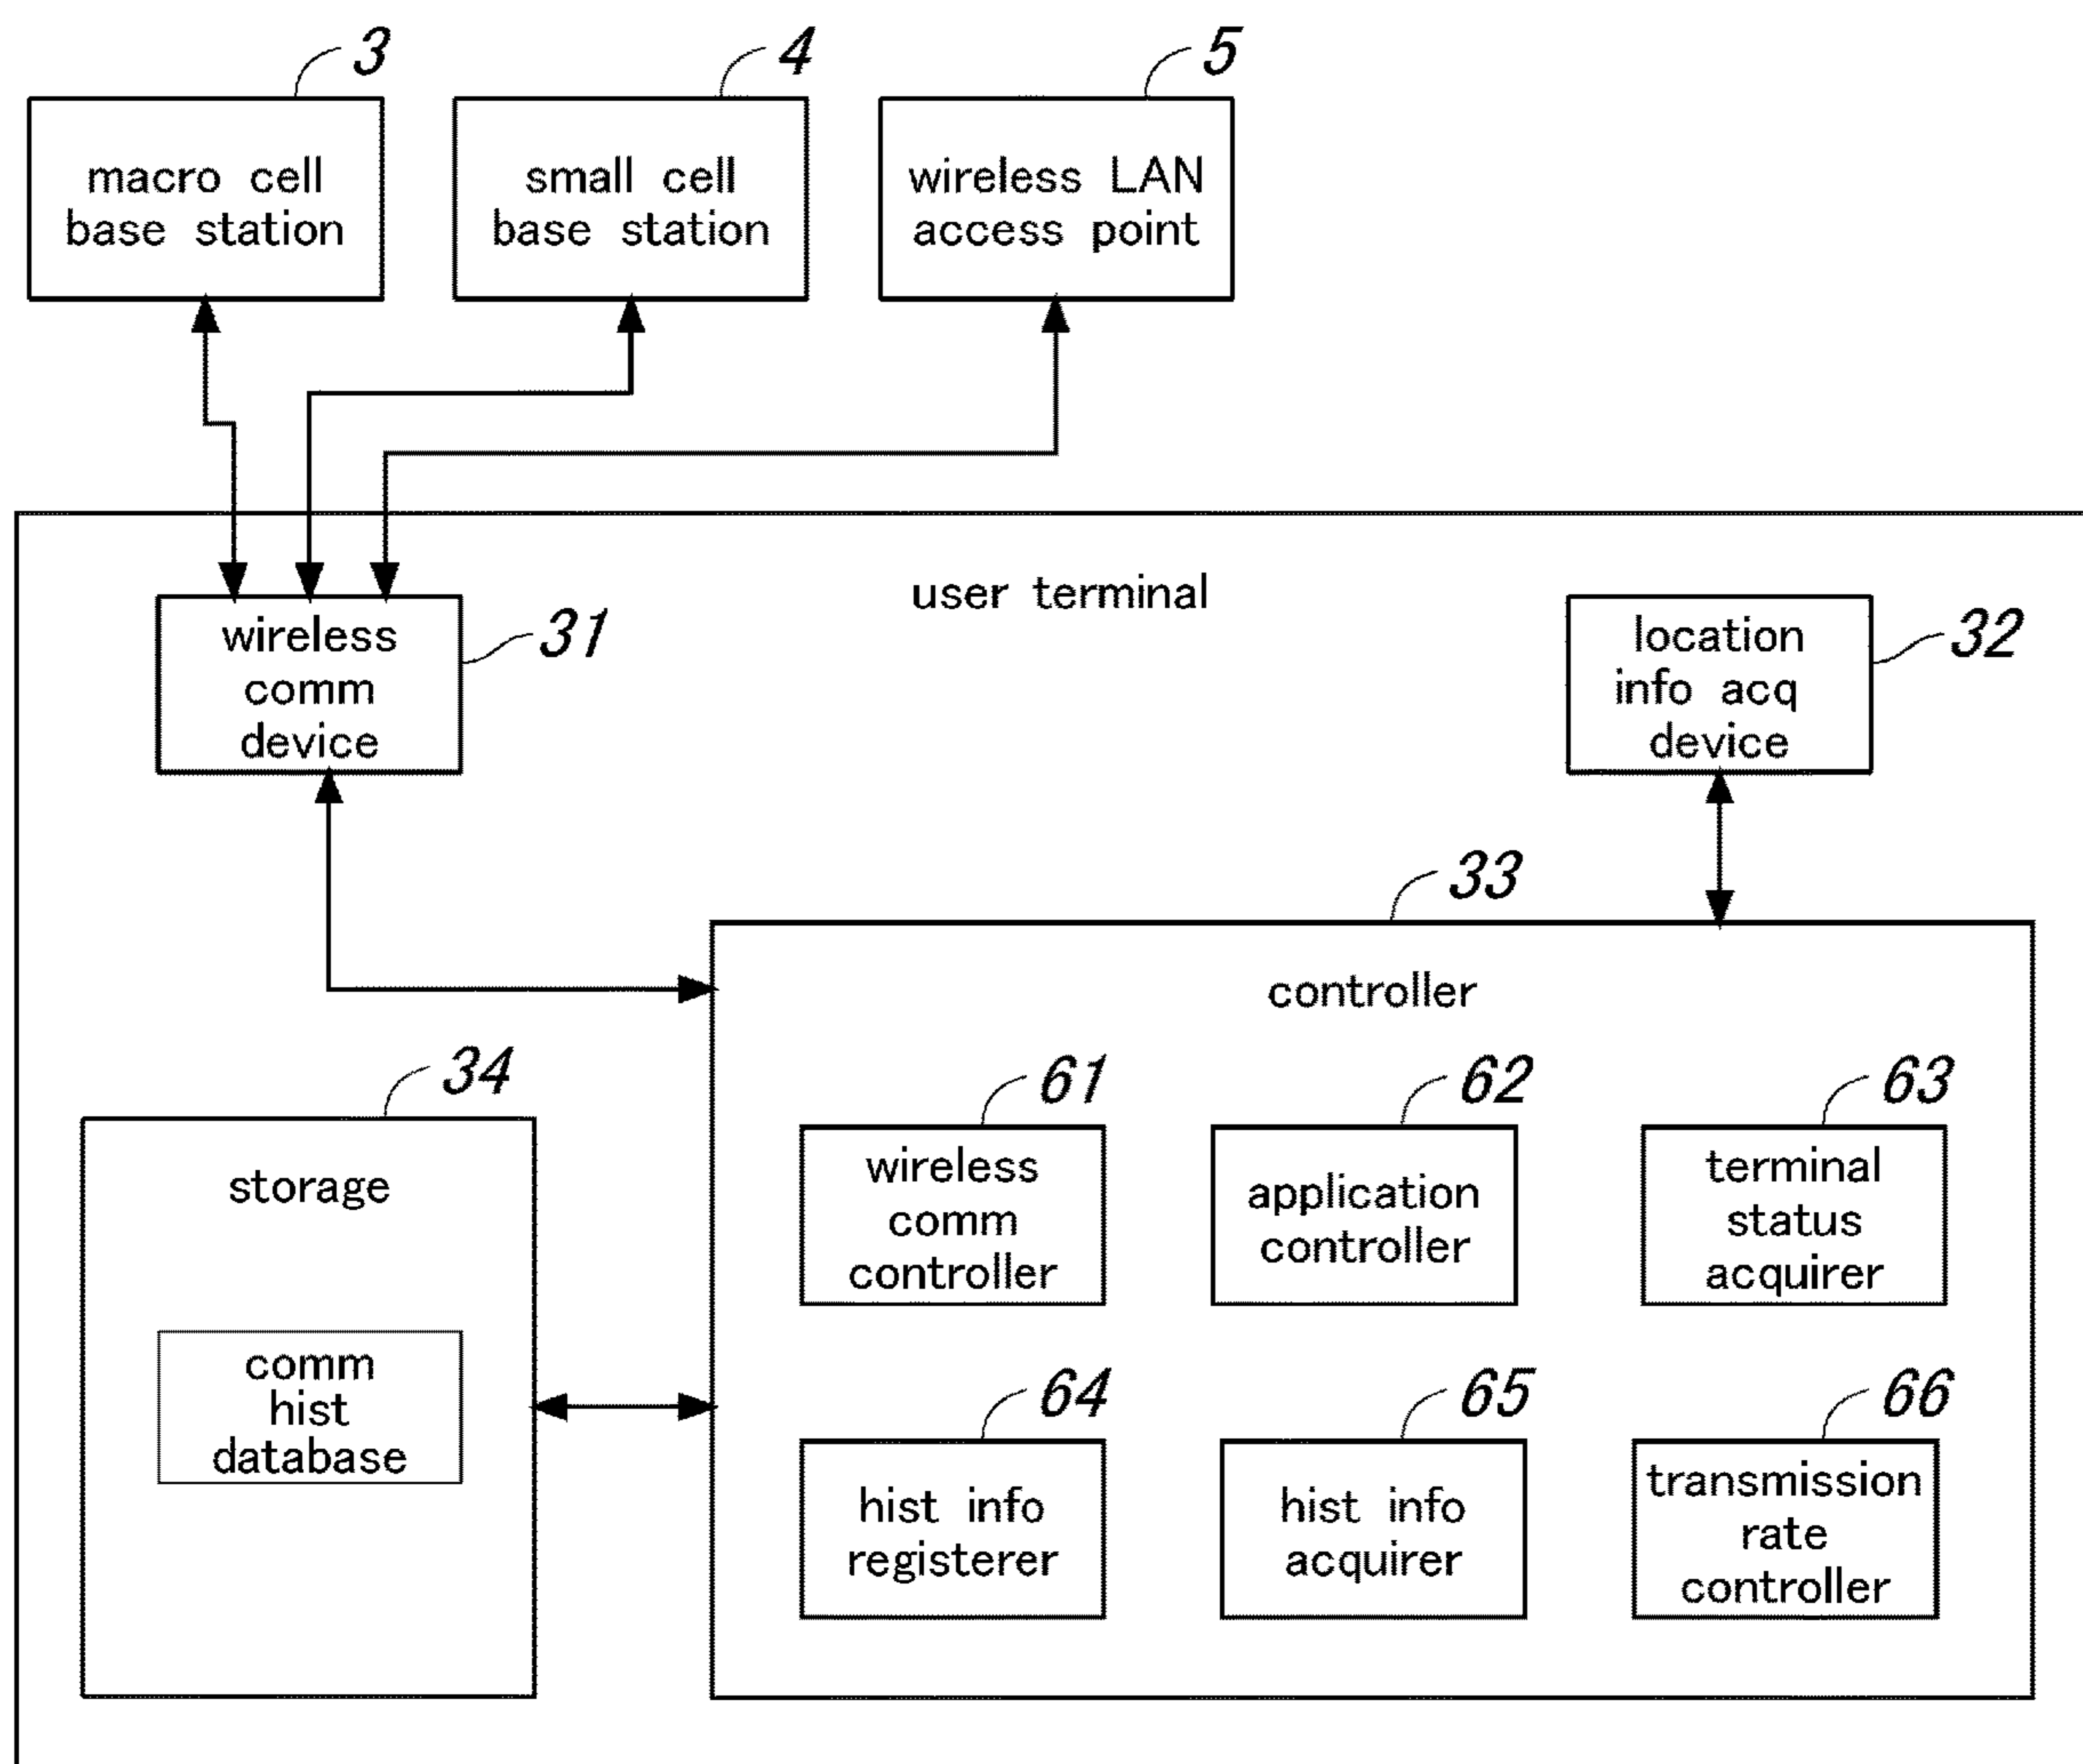 3
4
5
macro cell
base station
small cell
base station
wireless LAN
access point
user terminal
wireless
comm
device
31
location
info acq
device
32
33
controller
34
storage
comm
hist
database
61
wireless
comm
controller
62
application
controller
63
terminal
status
acquirer
64
hist info
registerer
65
hist info
acquirer
66
transmission
rate
controller